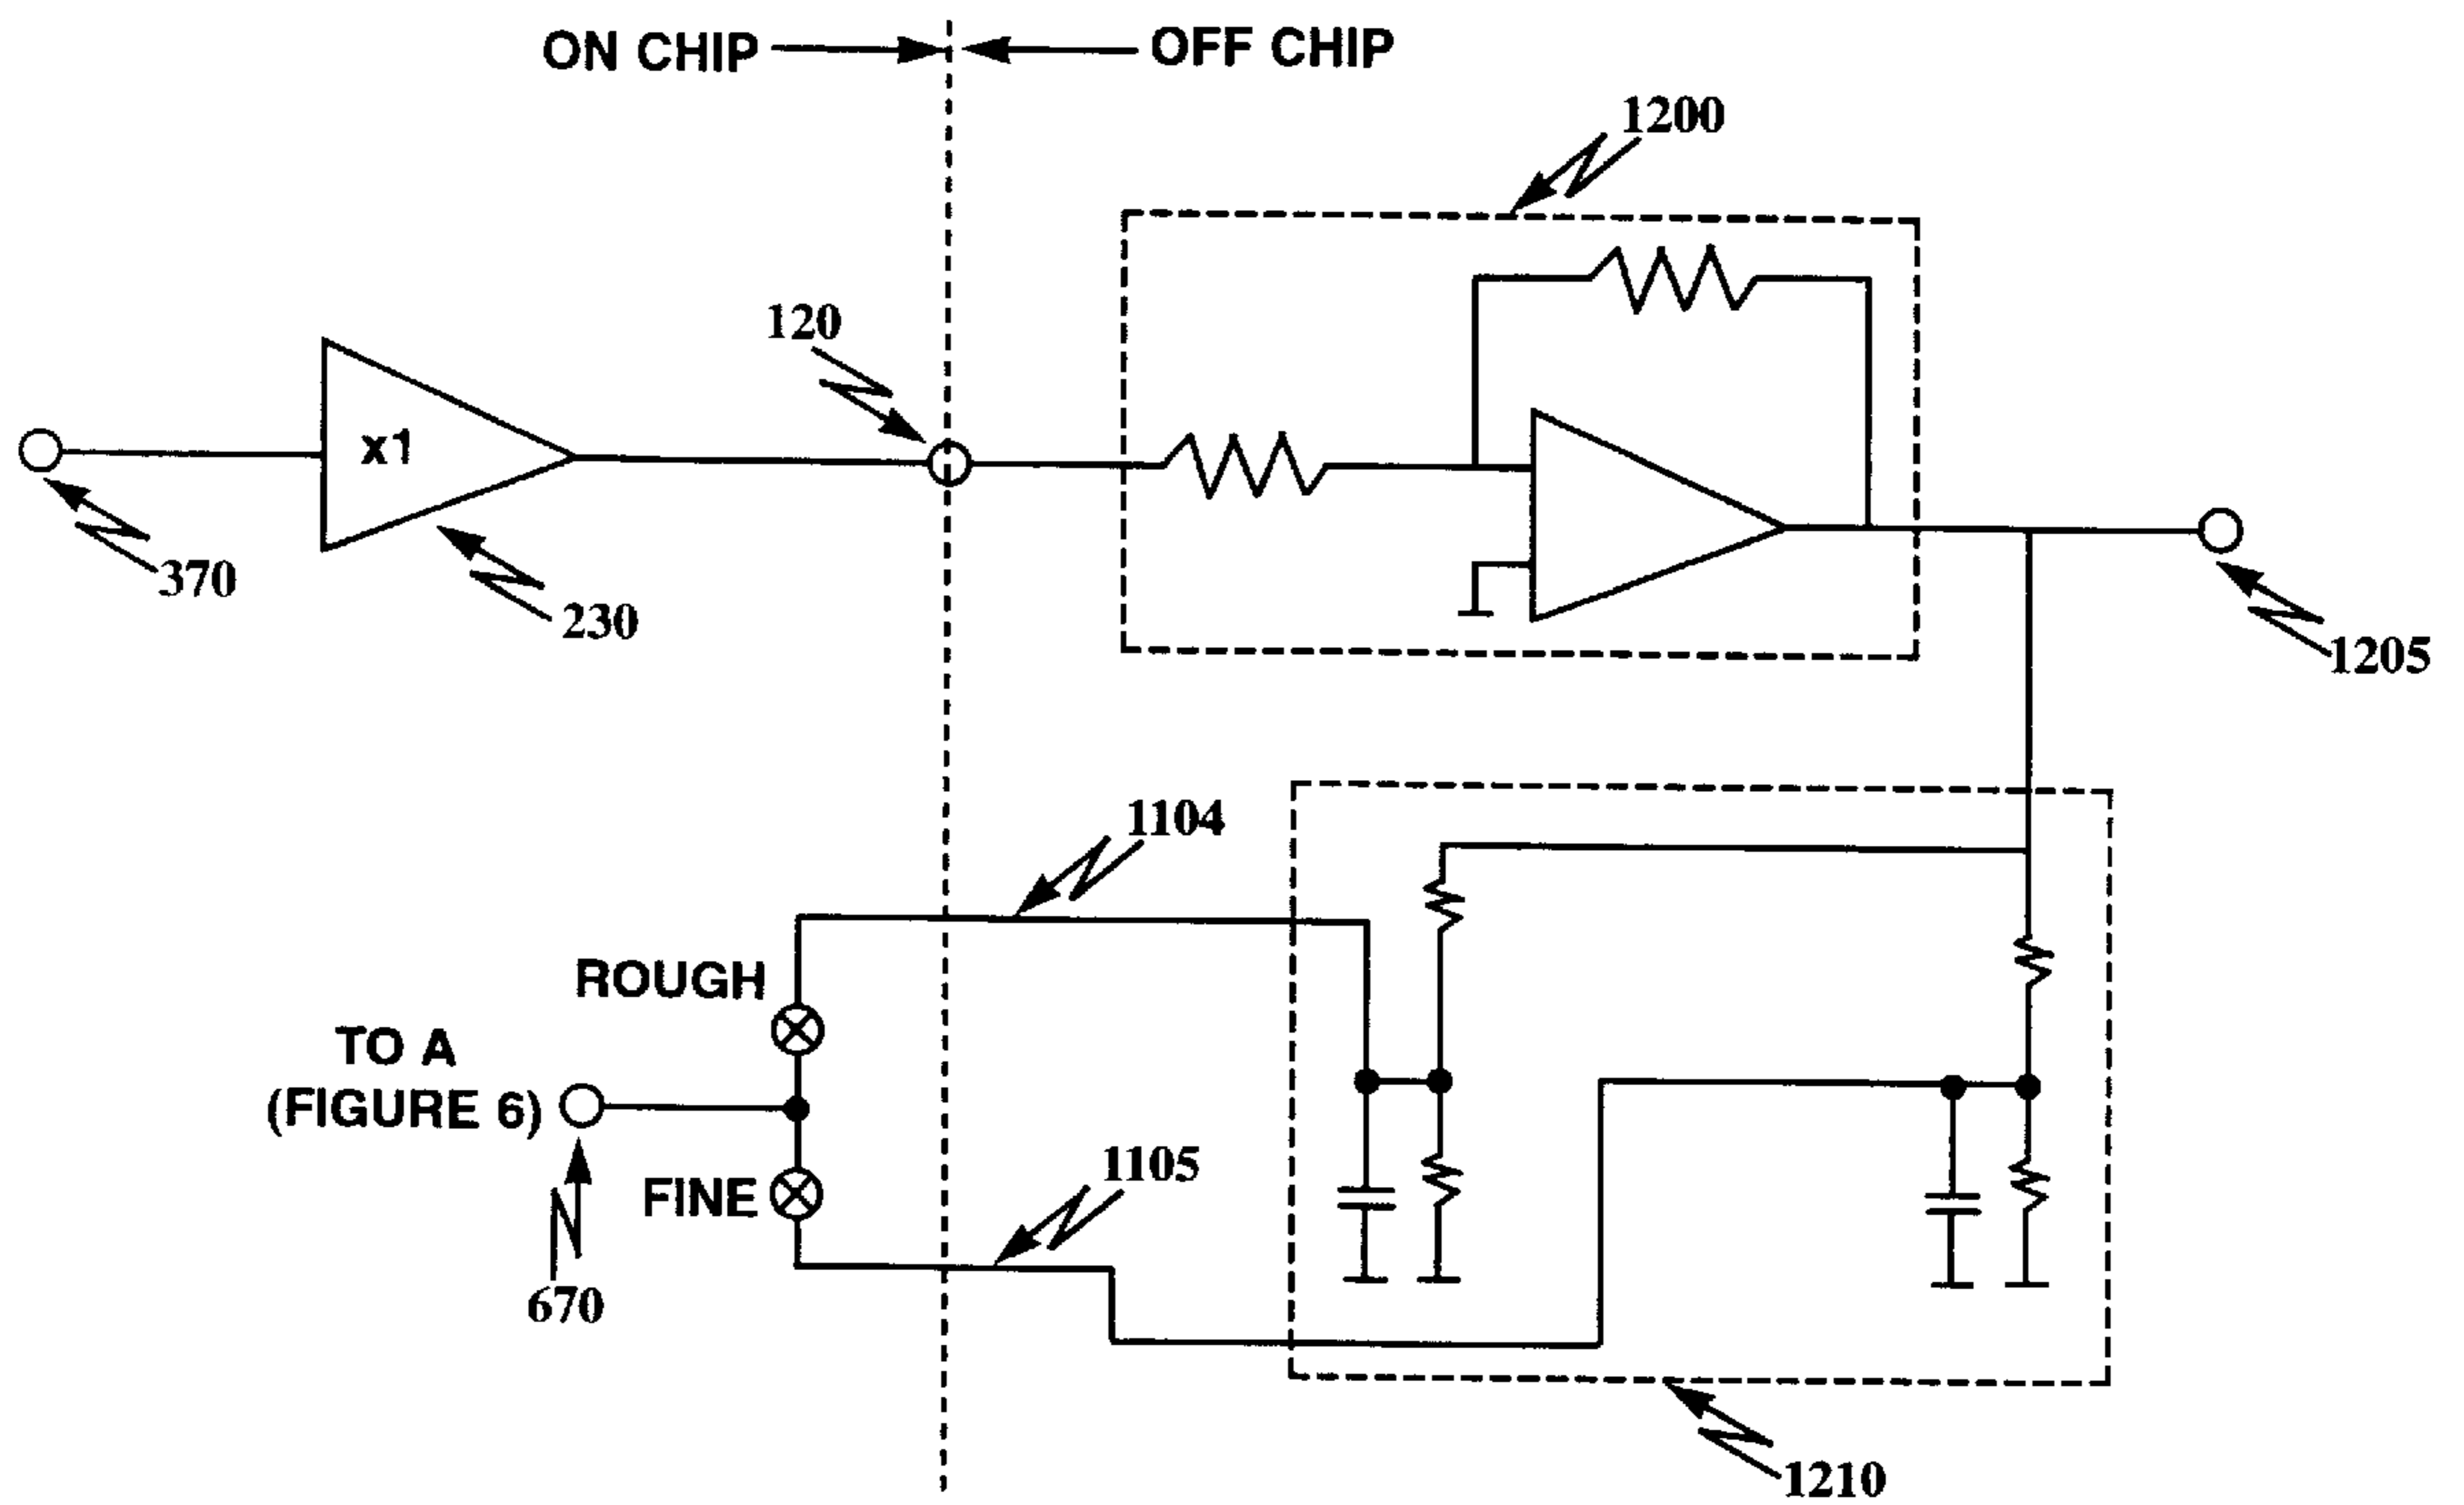 ON CHIP
OFF CHIP
1200
120
x1
370
230
1205
1104
ROUGH
TO A
(FIGURE 6)
1105
FINE
670
1210